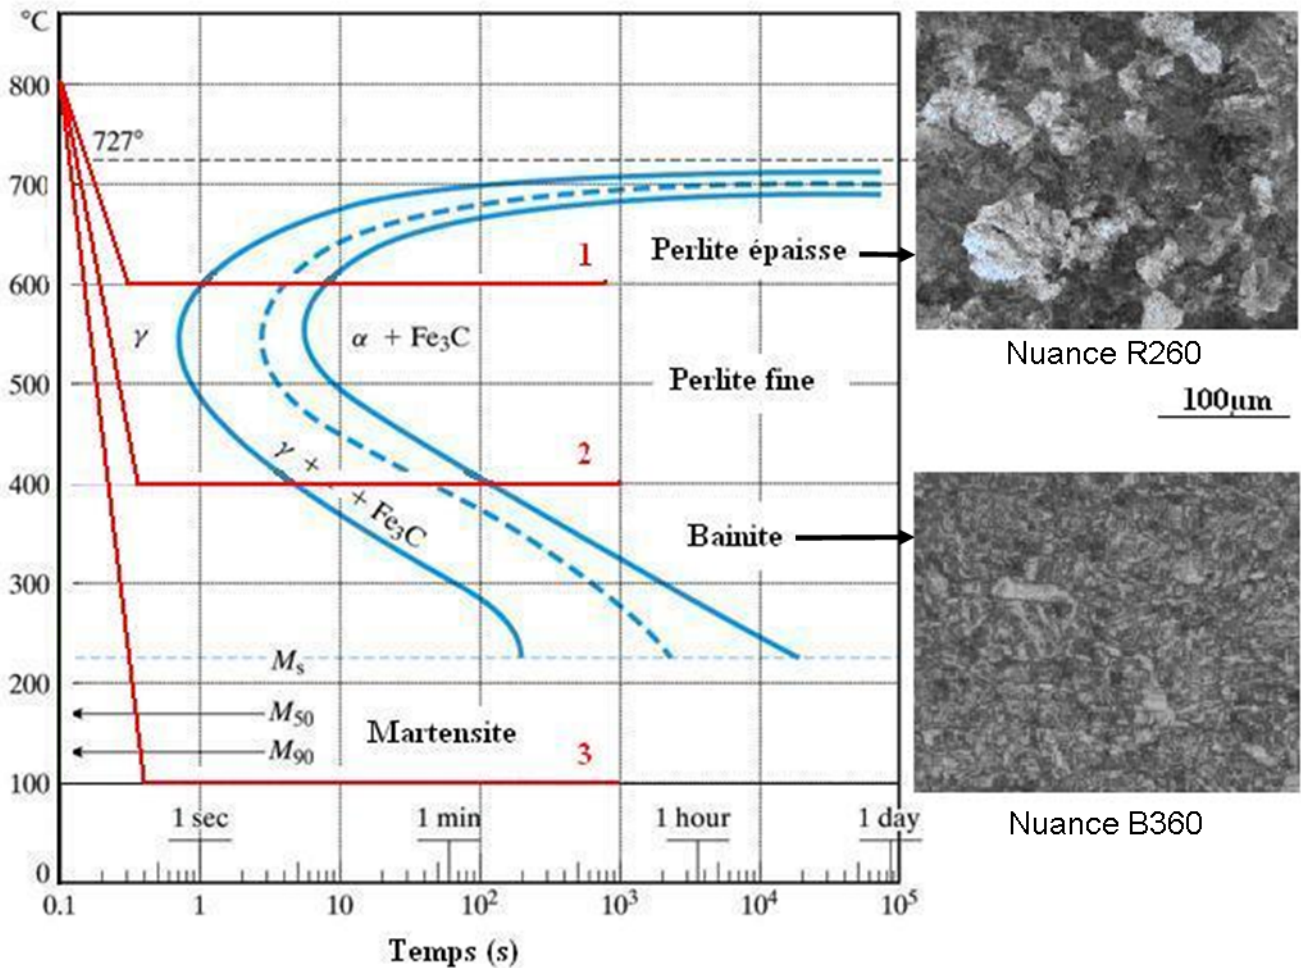 °C
800
727°
700
1
Perlite épaisse
600
γ
α + Fe₃C
Nuance R260
500
Perlite fine
100µm
γ +
+ Fe₃C
2
400
Bainite
300
Mₛ
200
M₅₀
Martensite
M₉₀
3
100
1 sec
1 min
1 hour
1 day
Nuance B360
0
0.1
1
10
10²
10³
10⁴
10⁵
Temps (s)